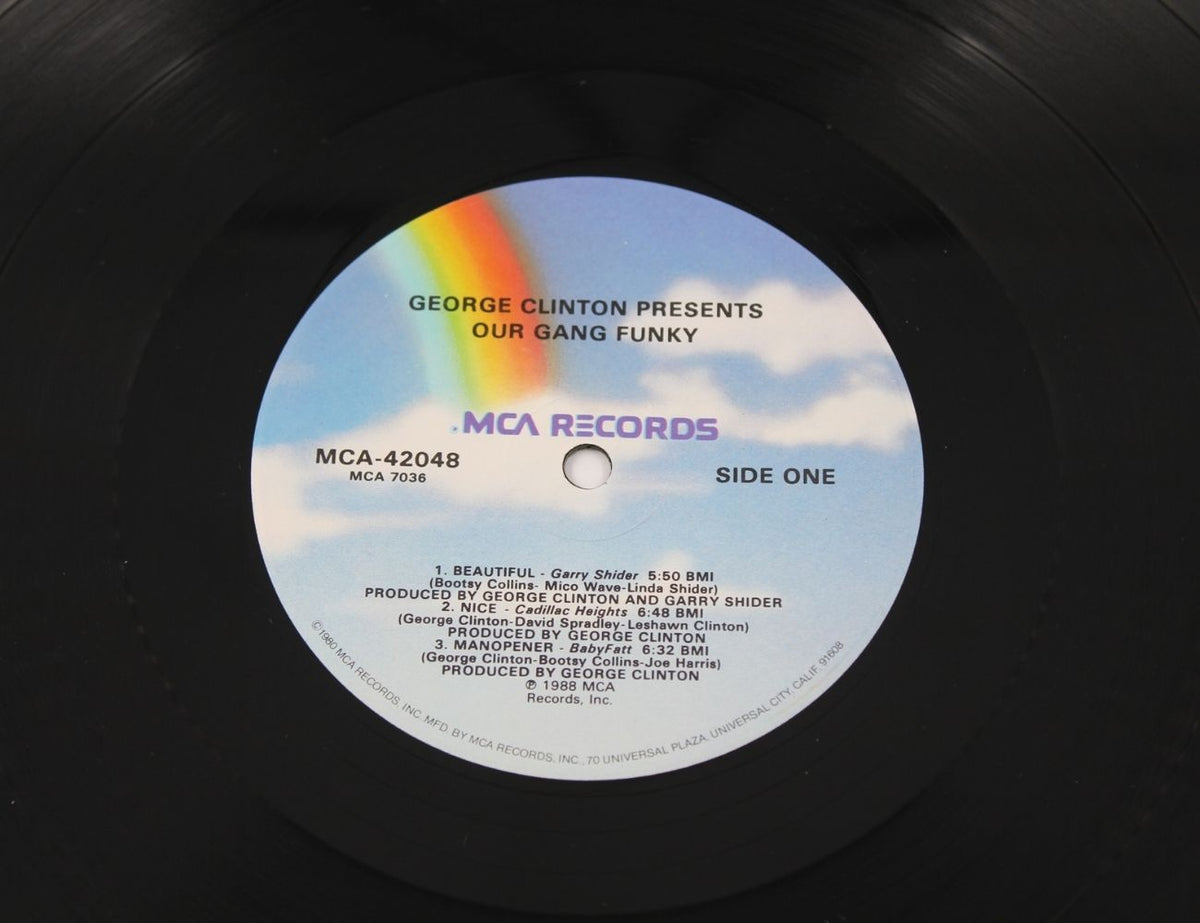 GEORGE CLINTON PRESENTS
OUR GANG FUNKY
MCA RECORDS
MCA-42048
MCA 7036
SIDE ONE
1. BEAUTIFUL - Garry Shider 5:50 BMI
(Bootsy Collins- Mico Wave-Linda Shider)
PRODUCED BY GEORGE CLINTON AND GARRY SHIDER
2. NICE - Cadillac Heights 6:48 BMI
(George Clinton-David Spradley-Leshawn Clinton)
PRODUCED BY GEORGE CLINTON
3. MANOPENER - BabyFatt 6:32 BMI
(George Clinton-Bootsy Collins-Joe Harris)
PRODUCED BY GEORGE CLINTON
℗ 1988 MCA
Records, Inc.
©1980 MCA RECORDS, INC. MFD. BY MCA RECORDS, INC., 70 UNIVERSAL PLAZA, UNIVERSAL CITY, CALIF. 91608